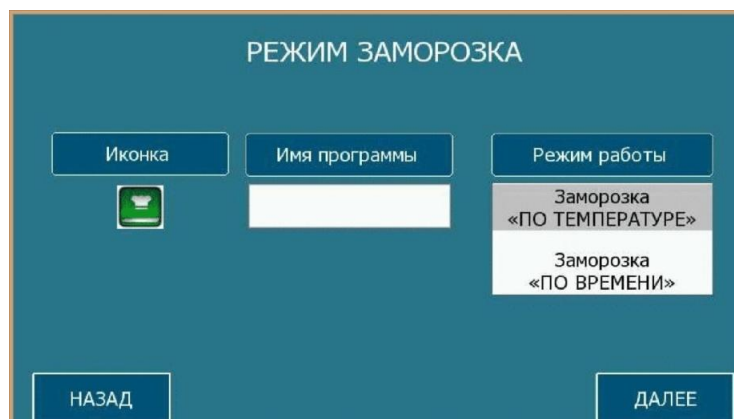 РЕЖИМ ЗАМОРОЗКА
Иконка
Имя программы
Режим работы
Заморозка
«ПО ТЕМПЕРАТУРЕ»
Заморозка
«ПО ВРЕМЕНИ»
НАЗАД
ДАЛЕЕ